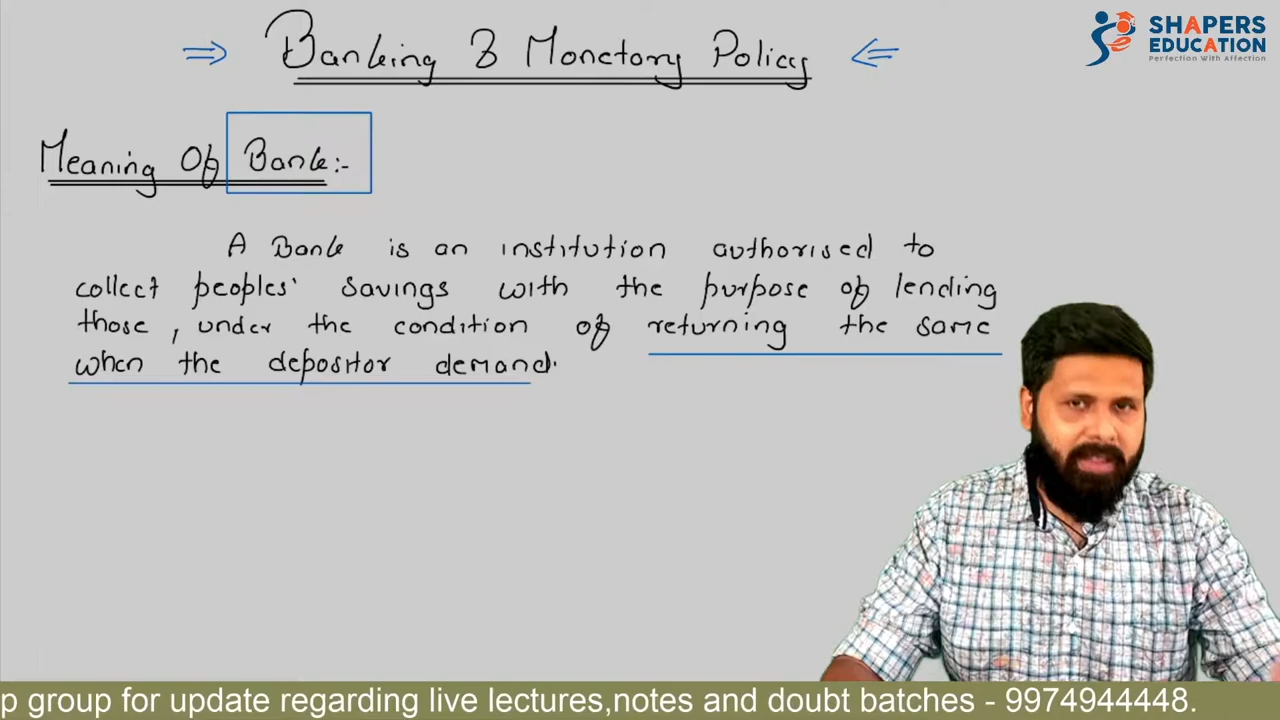 ⇒ Banking & Monetory Policy ⇐
SHAPERS
EDUCATION
Perfection With Affection
Meaning Of Bank:-
A Bank is an institution authorised to
collect peoples' savings with the purpose of lending
those, under the condition of returning the same
when the depositor demand.
p group for update regarding live lectures,notes and doubt batches - 9974944448.